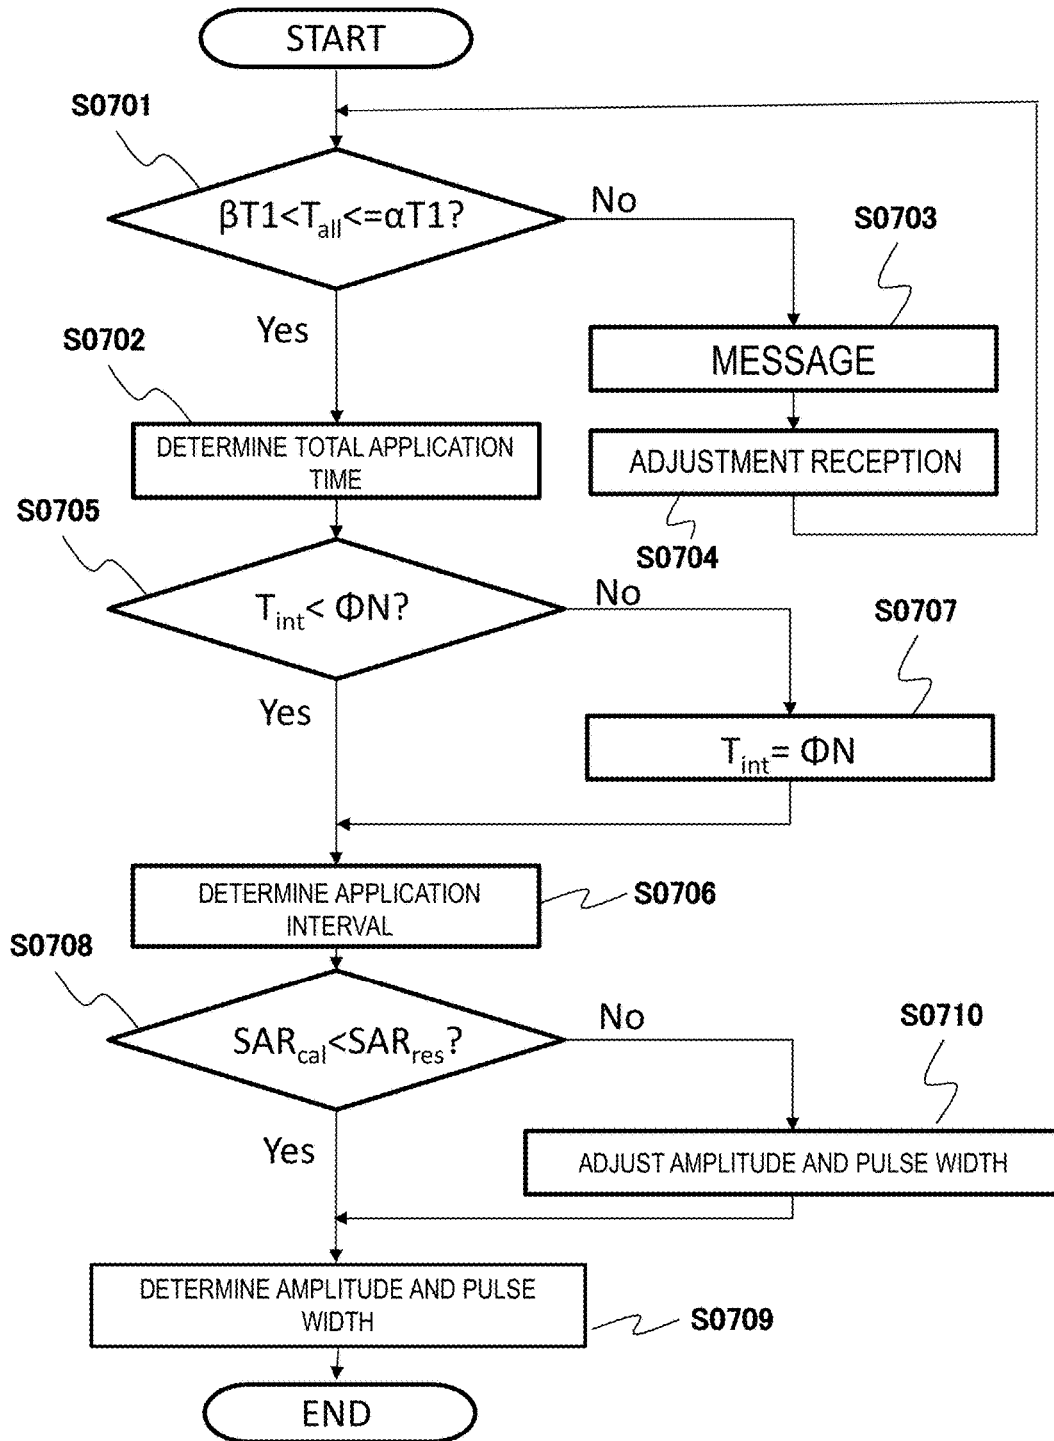 START
S0701
βT1<Tall<=αT1?
No
S0703
Yes
S0702
MESSAGE
DETERMINE TOTAL APPLICATION
TIME
ADJUSTMENT RECEPTION
S0705
S0704
Tint< ΦN?
No
S0707
Yes
Tint= ΦN
DETERMINE APPLICATION
INTERVAL
S0706
S0708
SARcal<SARres?
No
S0710
Yes
ADJUST AMPLITUDE AND PULSE WIDTH
DETERMINE AMPLITUDE AND PULSE
WIDTH
S0709
END